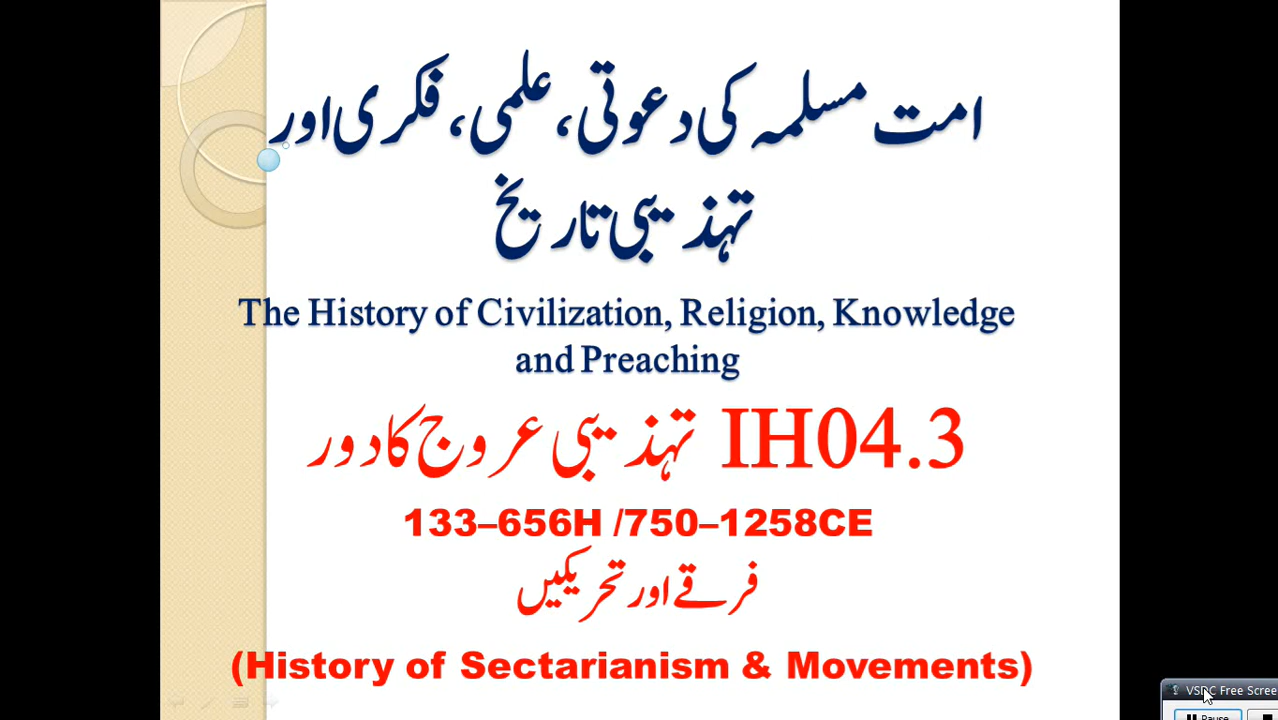 امت مسلمہ کی دعوتی، علمی، فکری اور
تہذیبی تاریخ
The History of Civilization, Religion, Knowledge
and Preaching
IH04.3 تہذیبی عروج کا دور
133–656H /750–1258CE
فرقے اور تحریکیں
(History of Sectarianism & Movements)
VSDC Free Scree
Pause